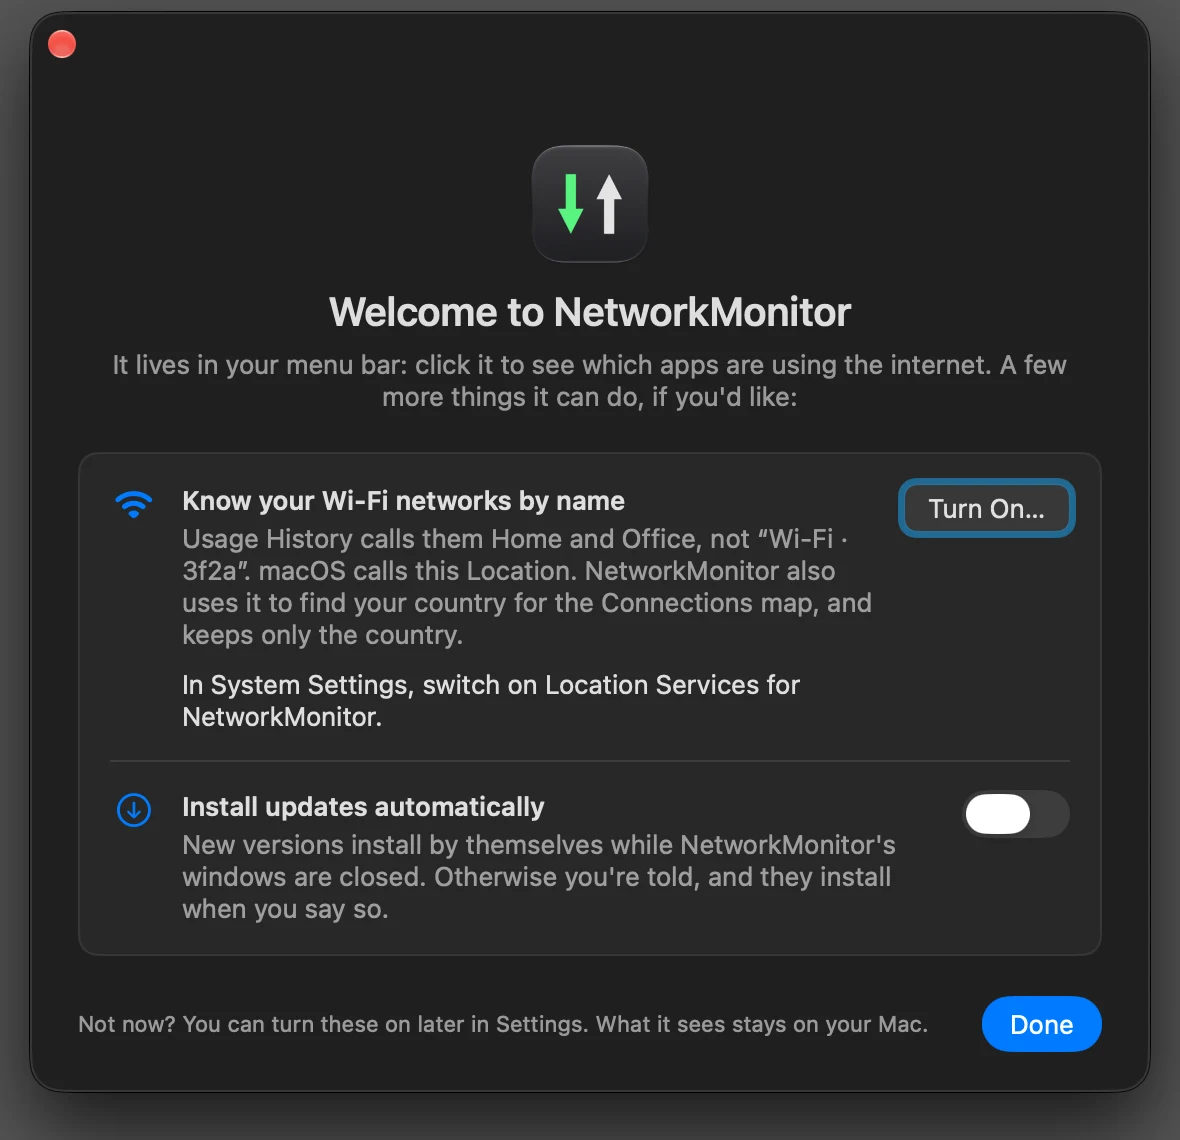 Welcome to NetworkMonitor
It lives in your menu bar: click it to see which apps are using the internet. A few
more things it can do, if you'd like:
Know your Wi-Fi networks by name
Turn On...
Usage History calls them Home and Office, not “Wi-Fi ·
3f2a”. macOS calls this Location. NetworkMonitor also
uses it to find your country for the Connections map, and
keeps only the country.
In System Settings, switch on Location Services for
NetworkMonitor.
Install updates automatically
New versions install by themselves while NetworkMonitor's
windows are closed. Otherwise you're told, and they install
when you say so.
Not now? You can turn these on later in Settings. What it sees stays on your Mac.
Done